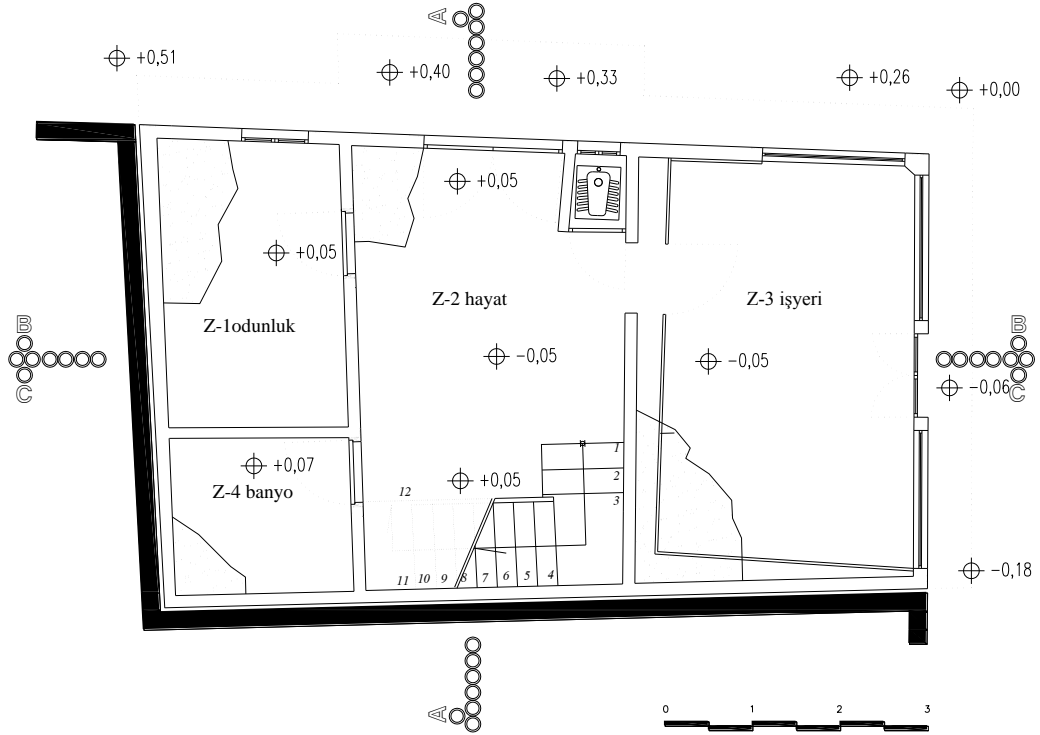 A
+0,51
+0,40
+0,33
+0,26
+0,00
+0,05
+0,05
Z-1odunluk
Z-2 hayat
Z-3 işyeri
B
C
-0,05
-0,05
B
C
-0,06
+0,07
Z-4 banyo
+0,05
1
2
3
12
11 10 9 8 7 6 5 4
-0,18
A
0 1 2 3